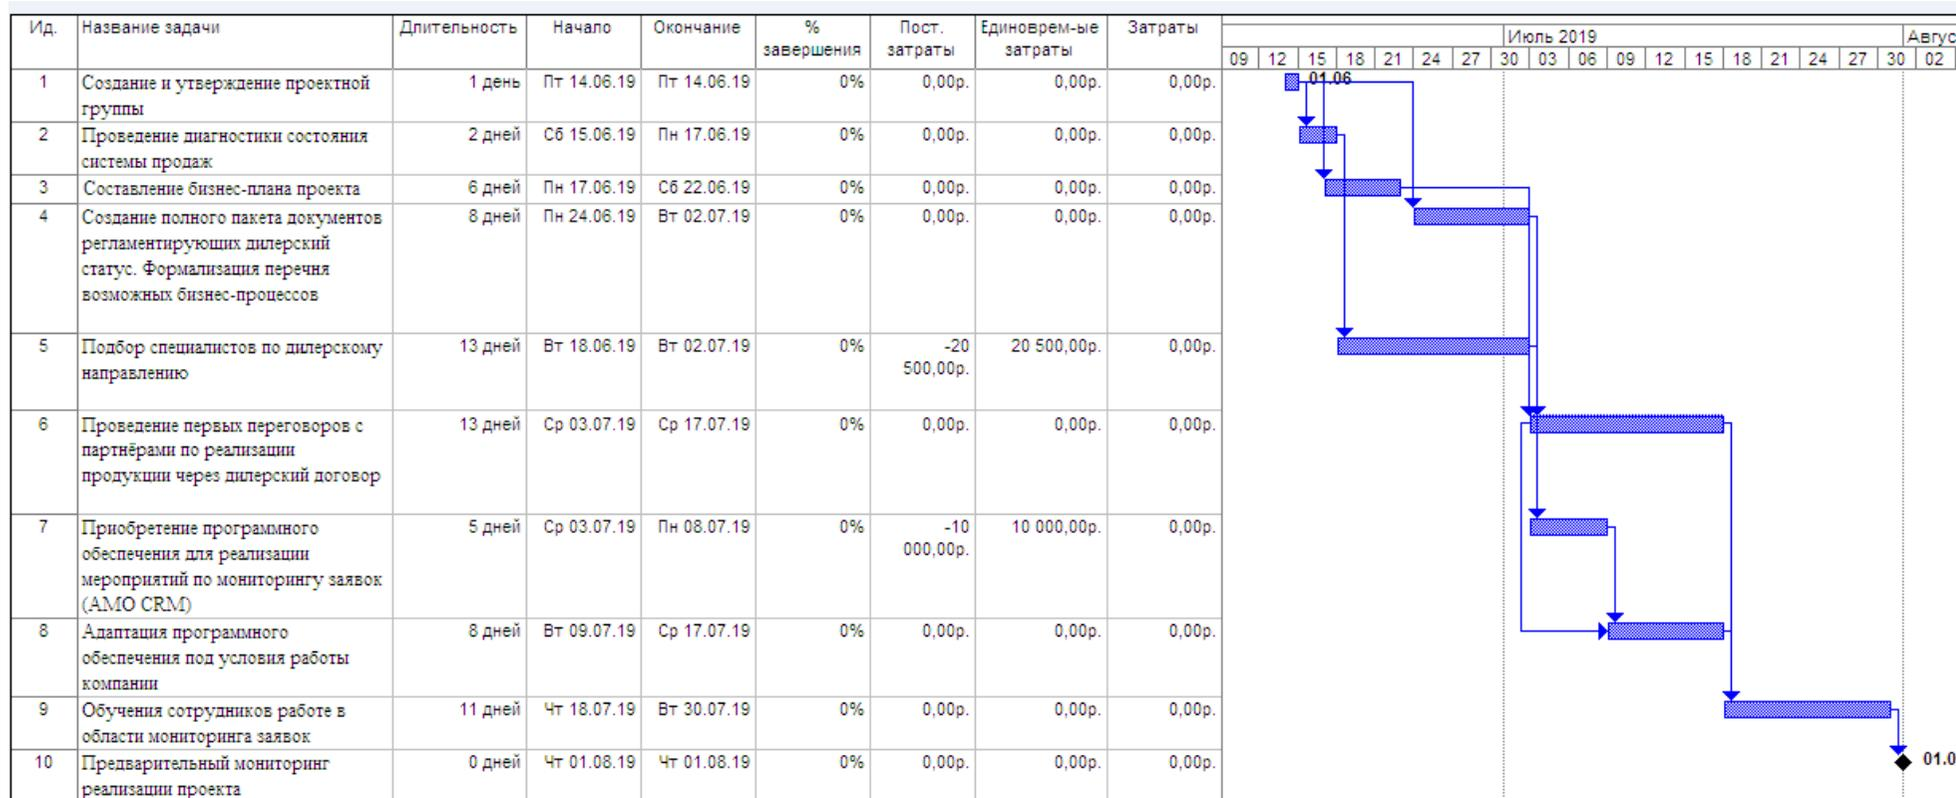 Ид. Название задачи Длительность Начало Окончание % завершения Пост. затраты Единоврем-ые затраты Затраты
Июль 2019 Авгус
09 12 15 18 21 24 27 30 03 06 09 12 15 18 21 24 27 30 02
1 Создание и утверждение проектной 1 день Пт 14.06.19 Пт 14.06.19 0% 0,00р. 0,00р. 0,00р. 01.06
группы
2 Проведение диагностики состояния 2 дней Сб 15.06.19 Пн 17.06.19 0% 0,00р. 0,00р. 0,00р.
системы продаж
3 Составление бизнес-плана проекта 6 дней Пн 17.06.19 Сб 22.06.19 0% 0,00р. 0,00р. 0,00р.
4 Создание полного пакета документов 8 дней Пн 24.06.19 Вт 02.07.19 0% 0,00р. 0,00р. 0,00р.
регламентирующих дилерский
статус. Формализация перечня
возможных бизнес-процессов
5 Подбор специалистов по дилерскому 13 дней Вт 18.06.19 Вт 02.07.19 0% -20 20 500,00р. 0,00р.
направлению 500,00р.
6 Проведение первых переговоров с 13 дней Ср 03.07.19 Ср 17.07.19 0% 0,00р. 0,00р. 0,00р.
партнёрами по реализации
продукции через дилерский договор
7 Приобретение программного 5 дней Ср 03.07.19 Пн 08.07.19 0% -10 10 000,00р. 0,00р.
обеспечения для реализации 000,00р.
мероприятий по мониторингу заявок
(АМО CRM)
8 Адаптация программного 8 дней Вт 09.07.19 Ср 17.07.19 0% 0,00р. 0,00р. 0,00р.
обеспечения под условия работы
компании
9 Обучения сотрудников работе в 11 дней Чт 18.07.19 Вт 30.07.19 0% 0,00р. 0,00р. 0,00р.
области мониторинга заявок
10 Предварительный мониторинг 0 дней Чт 01.08.19 Чт 01.08.19 0% 0,00р. 0,00р. 0,00р. 01.0
реализации проекта